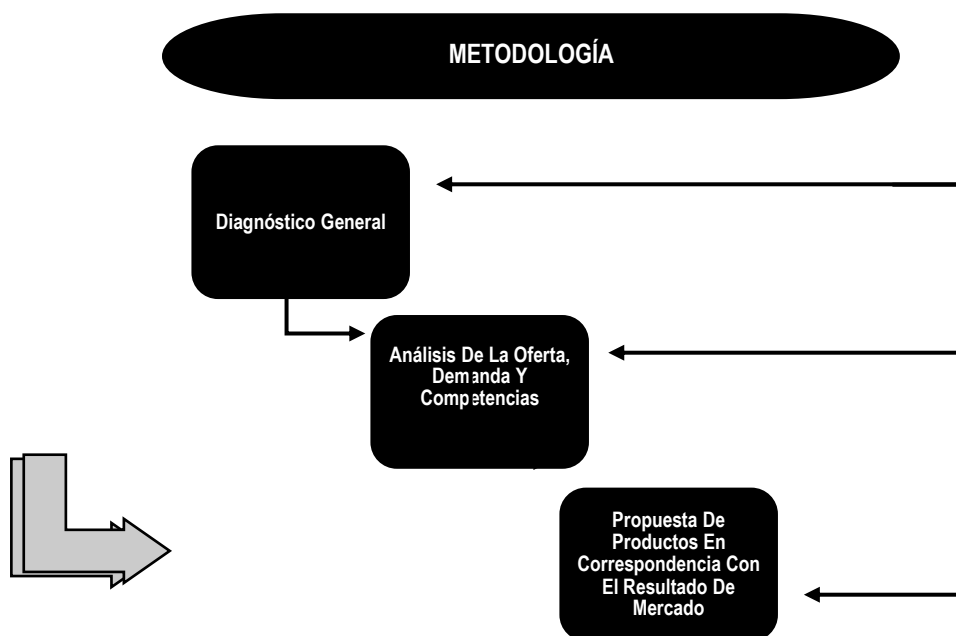 METODOLOGÍA
Diagnóstico General
Análisis De La Oferta,
Demanda Y
Competencias
Propuesta De
Productos En
Correspondencia Con
El Resultado De
Mercado